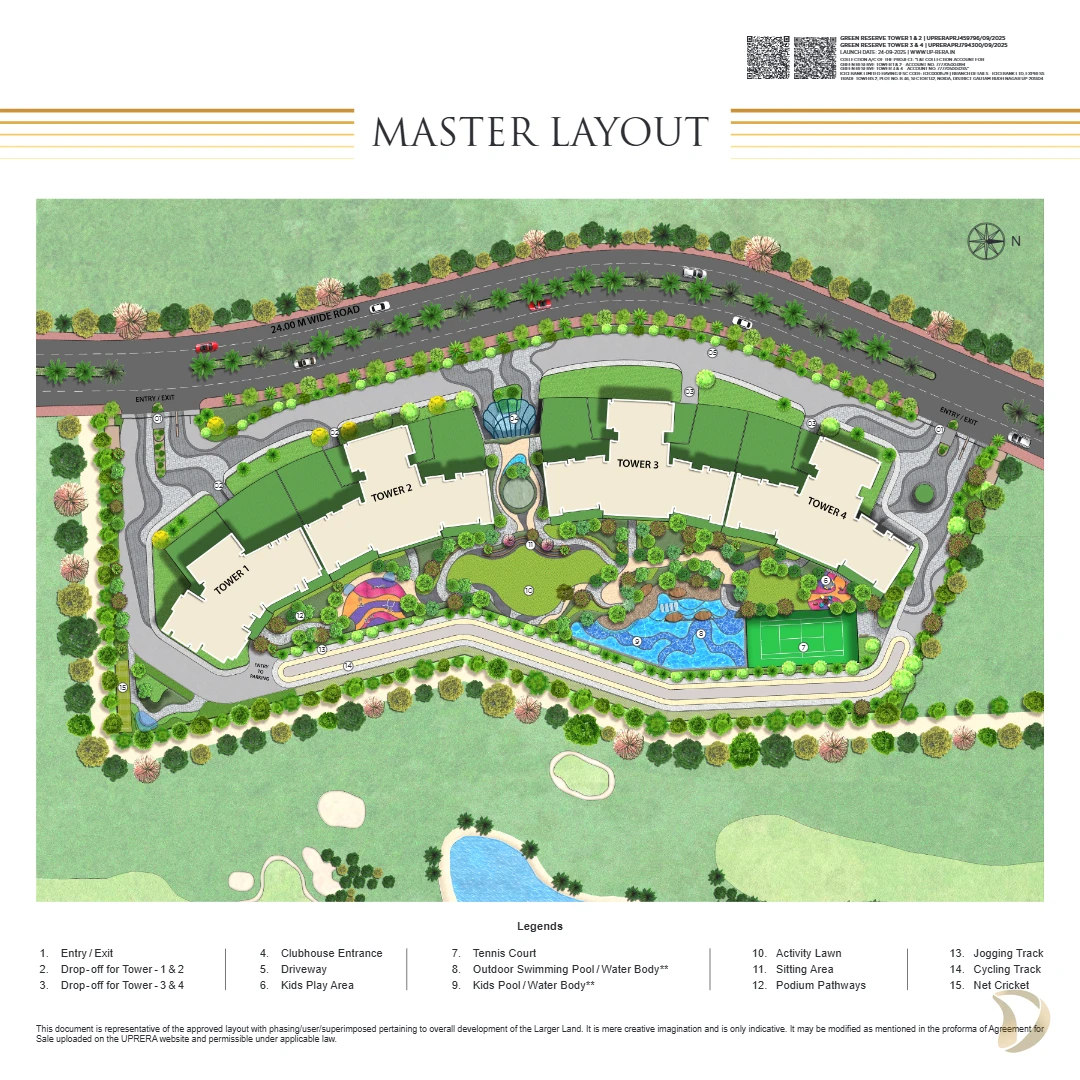 GREEN RESERVE TOWER 1 & 2 | UPRERAPRJ459796/09/2025
GREEN RESERVE TOWER 3 & 4 | UPRERAPRJ794300/09/2025
LAUNCH DATE: 24-09-2025 | WWW.UP-RERA.IN
MASTER LAYOUT
N
24.00 M WIDE ROAD
ENTRY / EXIT
ENTRY / EXIT
TOWER 1
TOWER 2
TOWER 3
TOWER 4
ENTRY
TO
PARKING
Legends
1. Entry / Exit
2. Drop-off for Tower - 1 & 2
3. Drop-off for Tower - 3 & 4
4. Clubhouse Entrance
5. Driveway
6. Kids Play Area
7. Tennis Court
8. Outdoor Swimming Pool / Water Body**
9. Kids Pool / Water Body**
10. Activity Lawn
11. Sitting Area
12. Podium Pathways
13. Jogging Track
14. Cycling Track
15. Net Cricket
This document is representative of the approved layout with phasing/user/superimposed pertaining to overall development of the Larger Land. It is mere creative imagination and is only indicative. It may be modified as mentioned in the proforma of Agreement for
Sale uploaded on the UPRERA website and permissible under applicable law.